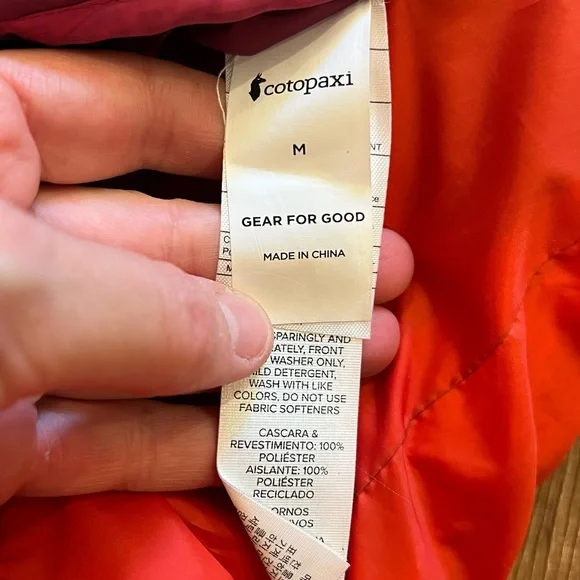 cotopaxi
M
GEAR FOR GOOD
MADE IN CHINA
NT
SPARINGLY AND
FRONT
WASHER ONLY,
DETERGENT,
WASH WITH LIKE
COLORS, DO NOT USE
FABRIC SOFTENERS
CASCARA &
REVESTIMIENTO: 100%
POLIÉSTER
AISLANTE: 100%
POLIÉSTER
RECICLADO